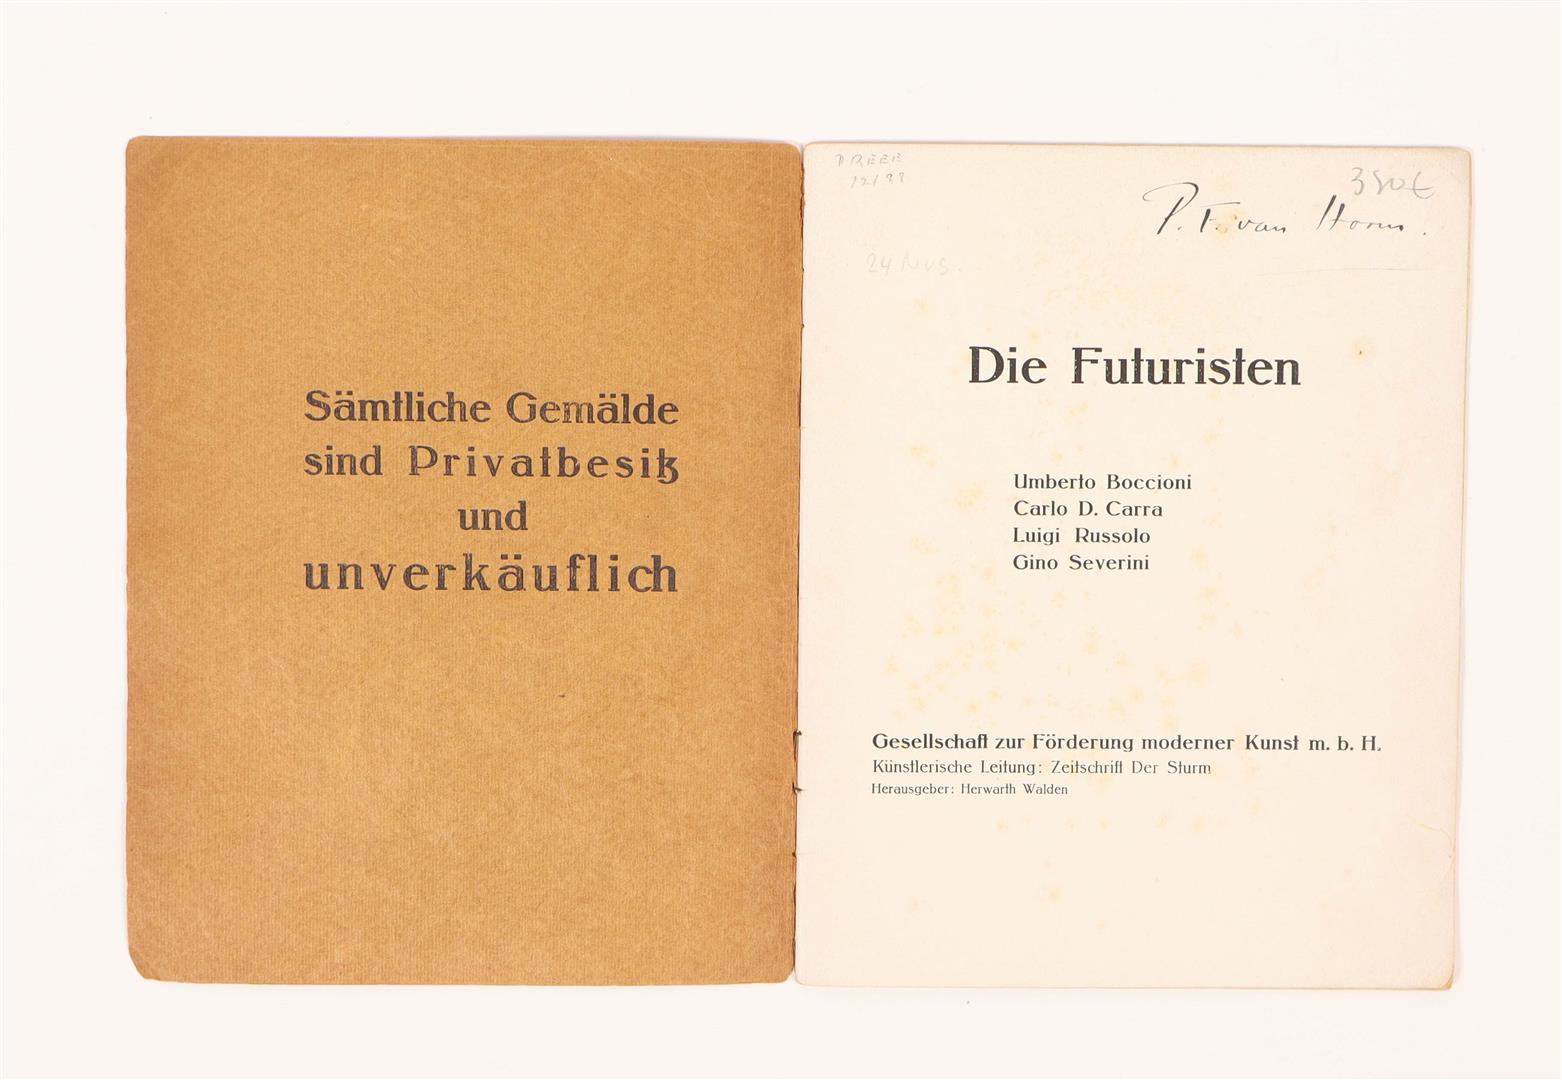 Sämtliche Gemälde
sind Privatbesitz
und
unverkäuflich
P. F. van Hoorn.
Die Futuristen
Umberto Boccioni
Carlo D. Carra
Luigi Russolo
Gino Severini
Gesellschaft zur Förderung moderner Kunst m. b. H.
Künstlerische Leitung: Zeitschrift Der Sturm
Herausgeber: Herwarth Walden